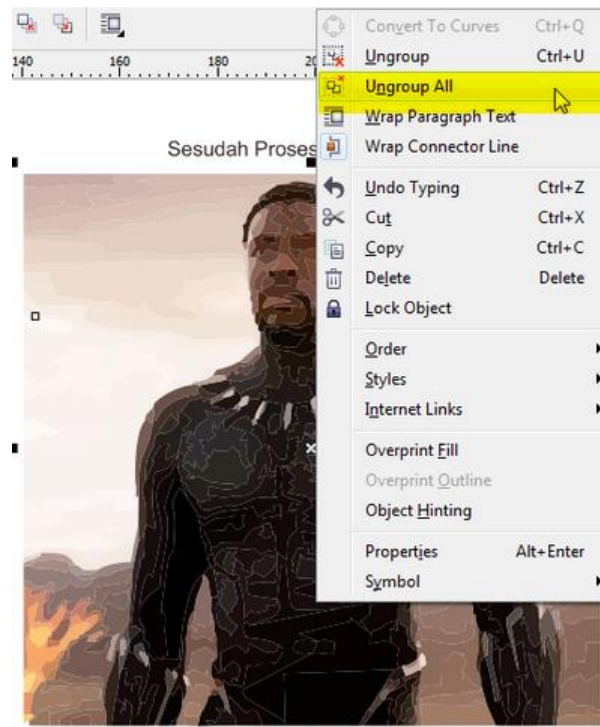 140 160 180 20
Sesudah Proses
Convert To Curves Ctrl+Q
Ungroup Ctrl+U
Ungroup All
Wrap Paragraph Text
Wrap Connector Line
Undo Typing Ctrl+Z
Cut Ctrl+X
Copy Ctrl+C
Delete Delete
Lock Object
Order
Styles
Internet Links
Overprint Fill
Overprint Outline
Object Hinting
Properties Alt+Enter
Symbol